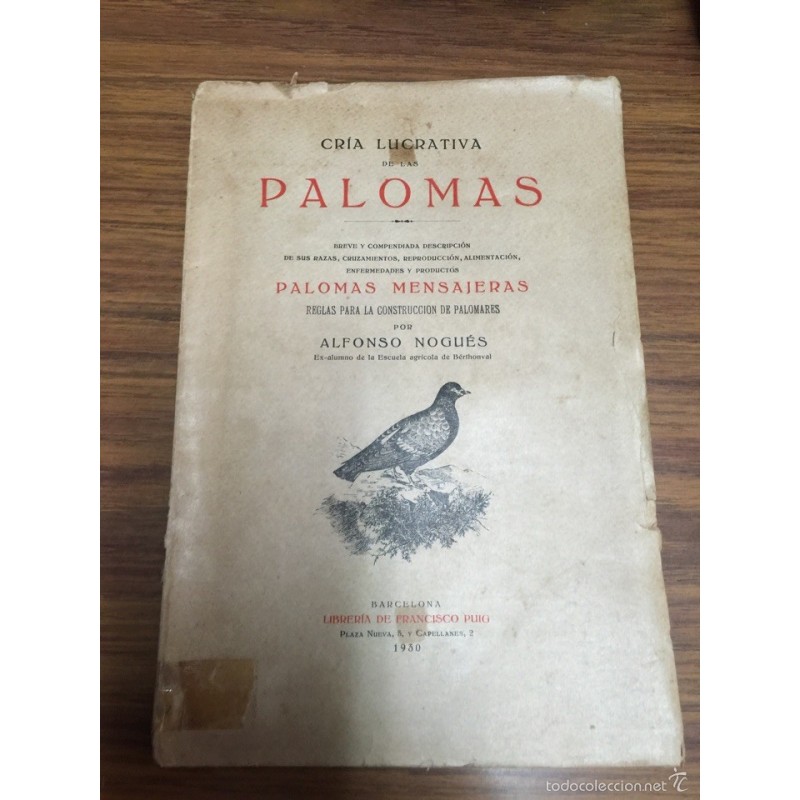 CRÍA LUCRATIVA
DE LAS
PALOMAS
BREVE Y COMPENDIADA DESCRIPCIÓN
DE SUS RAZAS, CRUZAMIENTOS, REPRODUCCIÓN, ALIMENTACIÓN,
ENFERMEDADES Y PRODUCTOS
PALOMAS MENSAJERAS
REGLAS PARA LA CONSTRUCCION DE PALOMARES
POR
ALFONSO NOGUÉS
Ex-alumno de la Escuela agrícola de Bérthonval
BARCELONA
LIBRERÍA DE FRANCISCO PUIG
PLAZA NUEVA, 5, Y CAPELLANES, 2
1930
todocoleccion.net